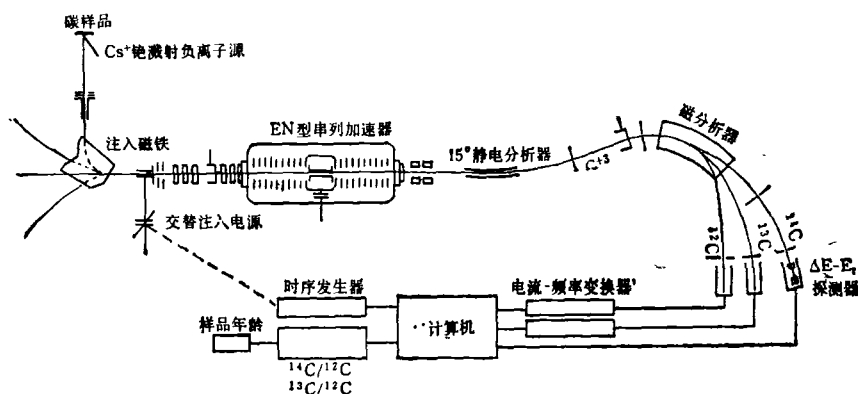 碳样品
Cs⁺铯溅射负离子源
注入磁铁
EN型串列加速器
15°静电分析器
C⁺³
磁分析器
交替注入电源
¹²C
¹³C
¹⁴C
ΔE-E
探测器
时序发生器
电流-频率变换器
计算机
样品年龄
¹⁴C/¹²C
¹³C/¹²C